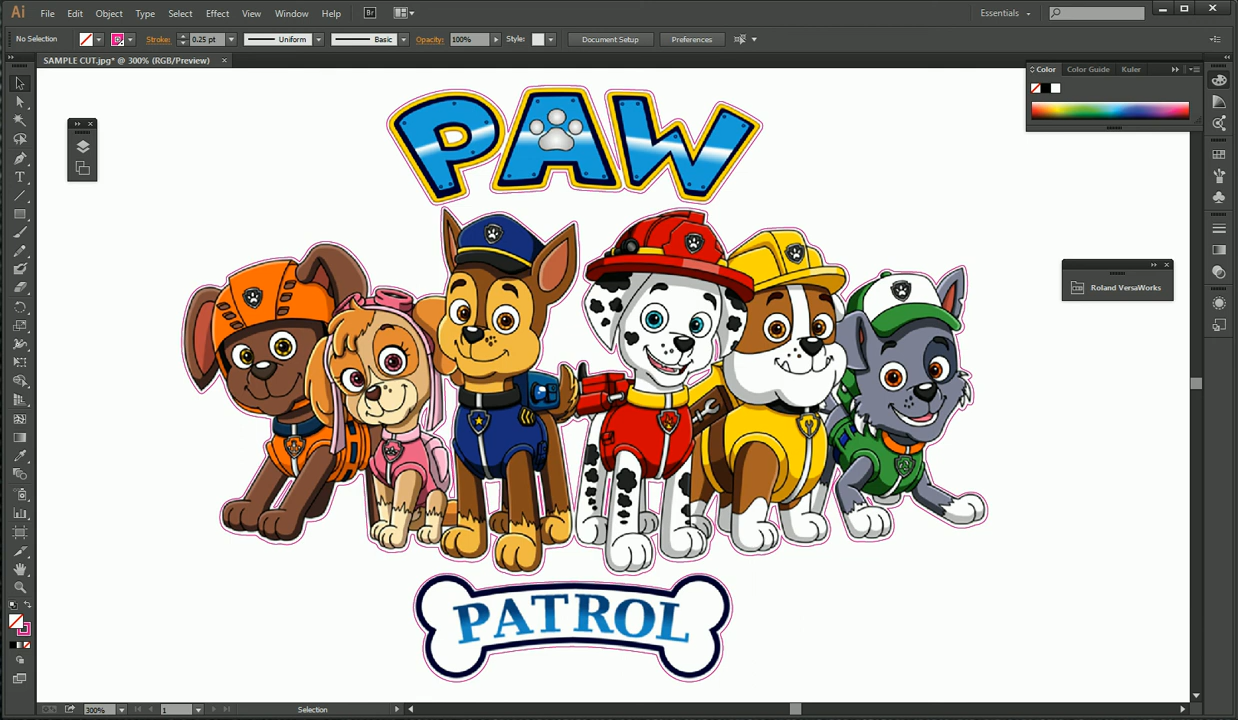 Ai File Edit Object Type Select Effect View Window Help Br Essentials
No Selection Stroke: 0.25 pt Uniform Basic Opacity: 100% Style: Document Setup Preferences
SAMPLE CUT.jpg* @ 300% (RGB/Preview)
Color Color Guide Kuler
PAW
Roland VersaWorks
PATROL
300% 1 Selection